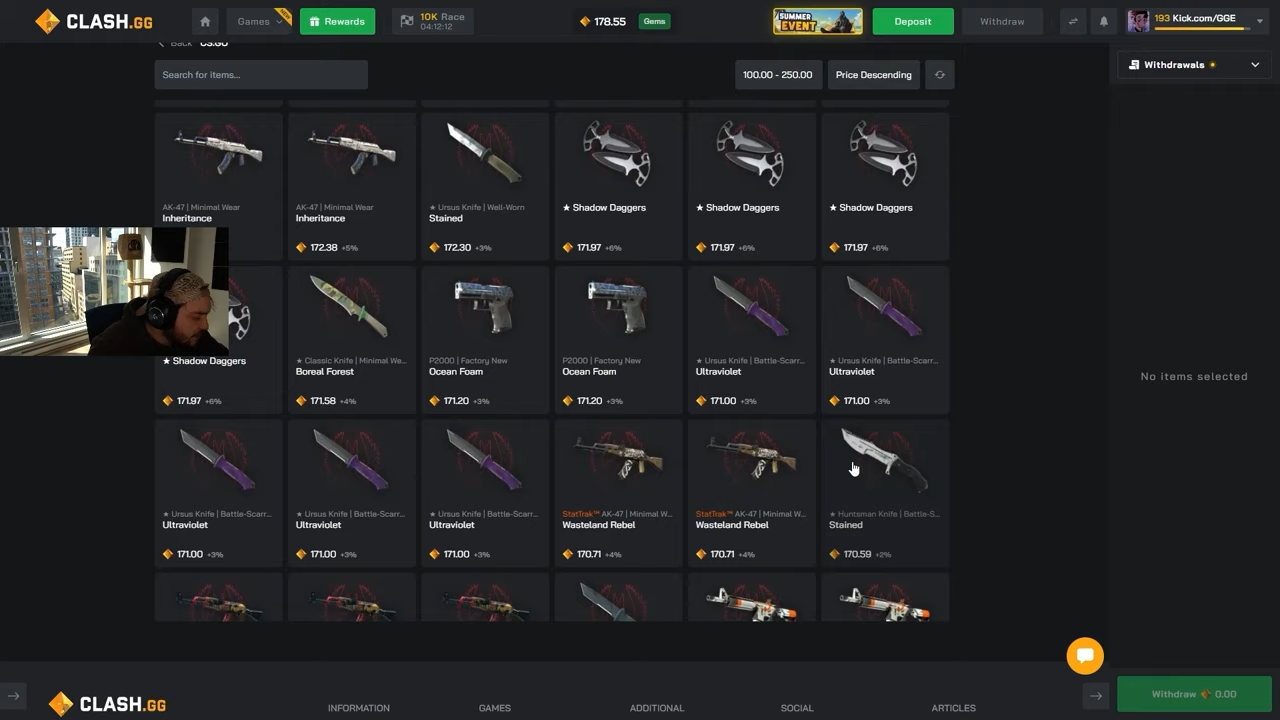 CLASH.GG
Games
NEW
Rewards
10K Race
04:12:12
178.55
Gems
SUMMER
EVENT
Deposit
Withdraw
193 Kick.com/GGE
Back
CS:GO
Search for items...
100.00 - 250.00
Price Descending
Withdrawals
AK-47 | Minimal Wear
Inheritance
172.38 +5%
AK-47 | Minimal Wear
Inheritance
172.38 +5%
★ Ursus Knife | Well-Worn
Stained
172.30 +3%
★ Shadow Daggers
171.97 +6%
★ Shadow Daggers
171.97 +6%
★ Shadow Daggers
171.97 +6%
★ Shadow Daggers
171.97 +6%
★ Classic Knife | Minimal We...
Boreal Forest
171.58 +4%
P2000 | Factory New
Ocean Foam
171.20 +3%
P2000 | Factory New
Ocean Foam
171.20 +3%
★ Ursus Knife | Battle-Scarr...
Ultraviolet
171.00 +3%
★ Ursus Knife | Battle-Scarr...
Ultraviolet
171.00 +3%
★ Ursus Knife | Battle-Scarr...
Ultraviolet
171.00 +3%
★ Ursus Knife | Battle-Scarr...
Ultraviolet
171.00 +3%
★ Ursus Knife | Battle-Scarr...
Ultraviolet
171.00 +3%
StatTrak™ AK-47 | Minimal W...
Wasteland Rebel
170.71 +4%
StatTrak™ AK-47 | Minimal W...
Wasteland Rebel
170.71 +4%
★ Huntsman Knife | Battle-S...
Stained
170.59 +2%
No items selected
Withdraw 0.00
CLASH.GG
INFORMATION
GAMES
ADDITIONAL
SOCIAL
ARTICLES